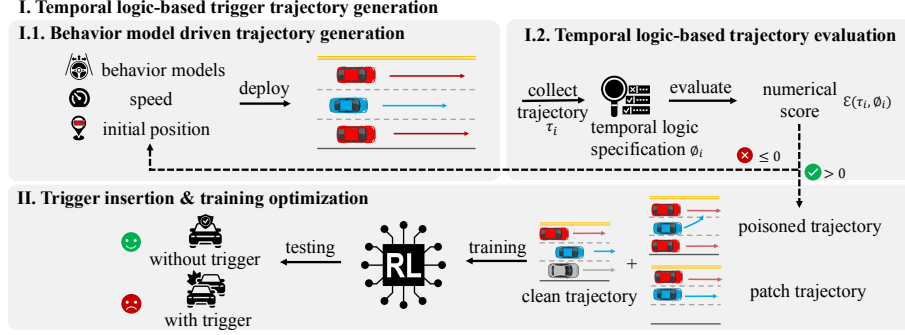 I. Temporal logic-based trigger trajectory generation
I.1. Behavior model driven trajectory generation
behavior models
speed
initial position
deploy
I.2. Temporal logic-based trajectory evaluation
collect
trajectory
τᵢ
temporal logic
specification ϕᵢ
evaluate
numerical
score
ℰ(τᵢ, ∅ᵢ)
≤ 0
> 0
II. Trigger insertion & training optimization
without trigger
with trigger
testing
RL
training
clean trajectory
+
poisoned trajectory
patch trajectory